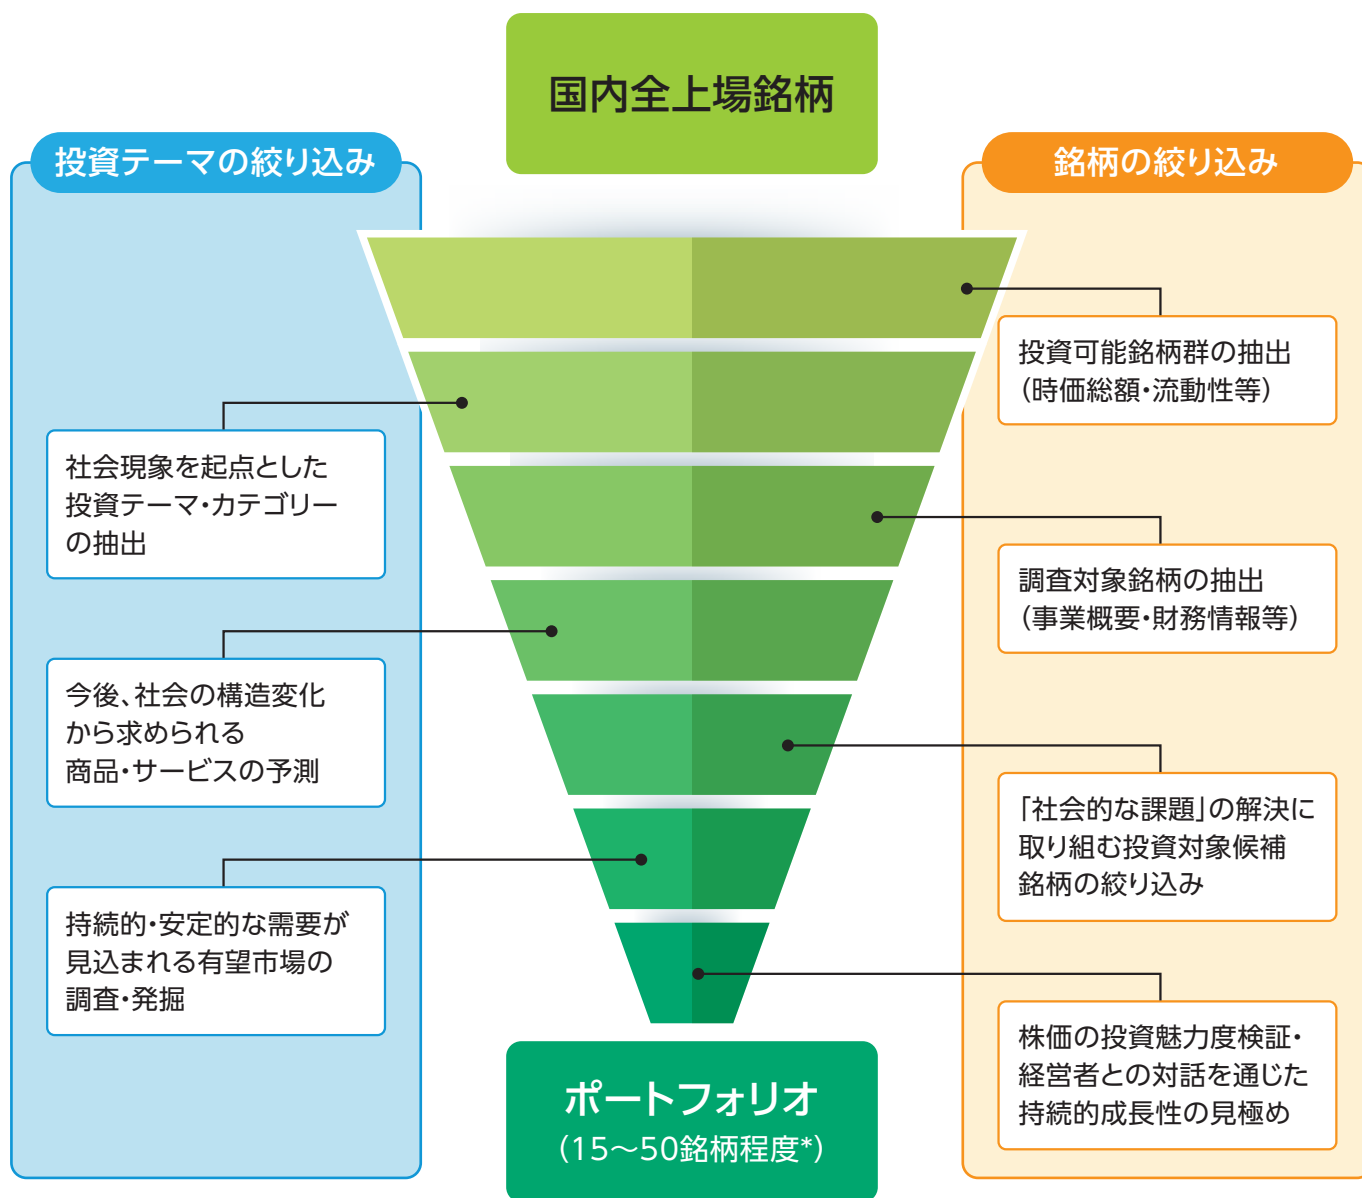 国内全上場銘柄
投資テーマの絞り込み
社会現象を起点とした
投資テーマ・カテゴリー
の抽出
今後、社会の構造変化
から求められる
商品・サービスの予測
持続的・安定的な需要が
見込まれる有望市場の
調査・発掘
銘柄の絞り込み
投資可能銘柄群の抽出
（時価総額・流動性等）
調査対象銘柄の抽出
（事業概要・財務情報等）
「社会的な課題」の解決に
取り組む投資対象候補
銘柄の絞り込み
株価の投資魅力度検証・
経営者との対話を通じた
持続的成長性の見極め
ポートフォリオ
（15～50銘柄程度*）